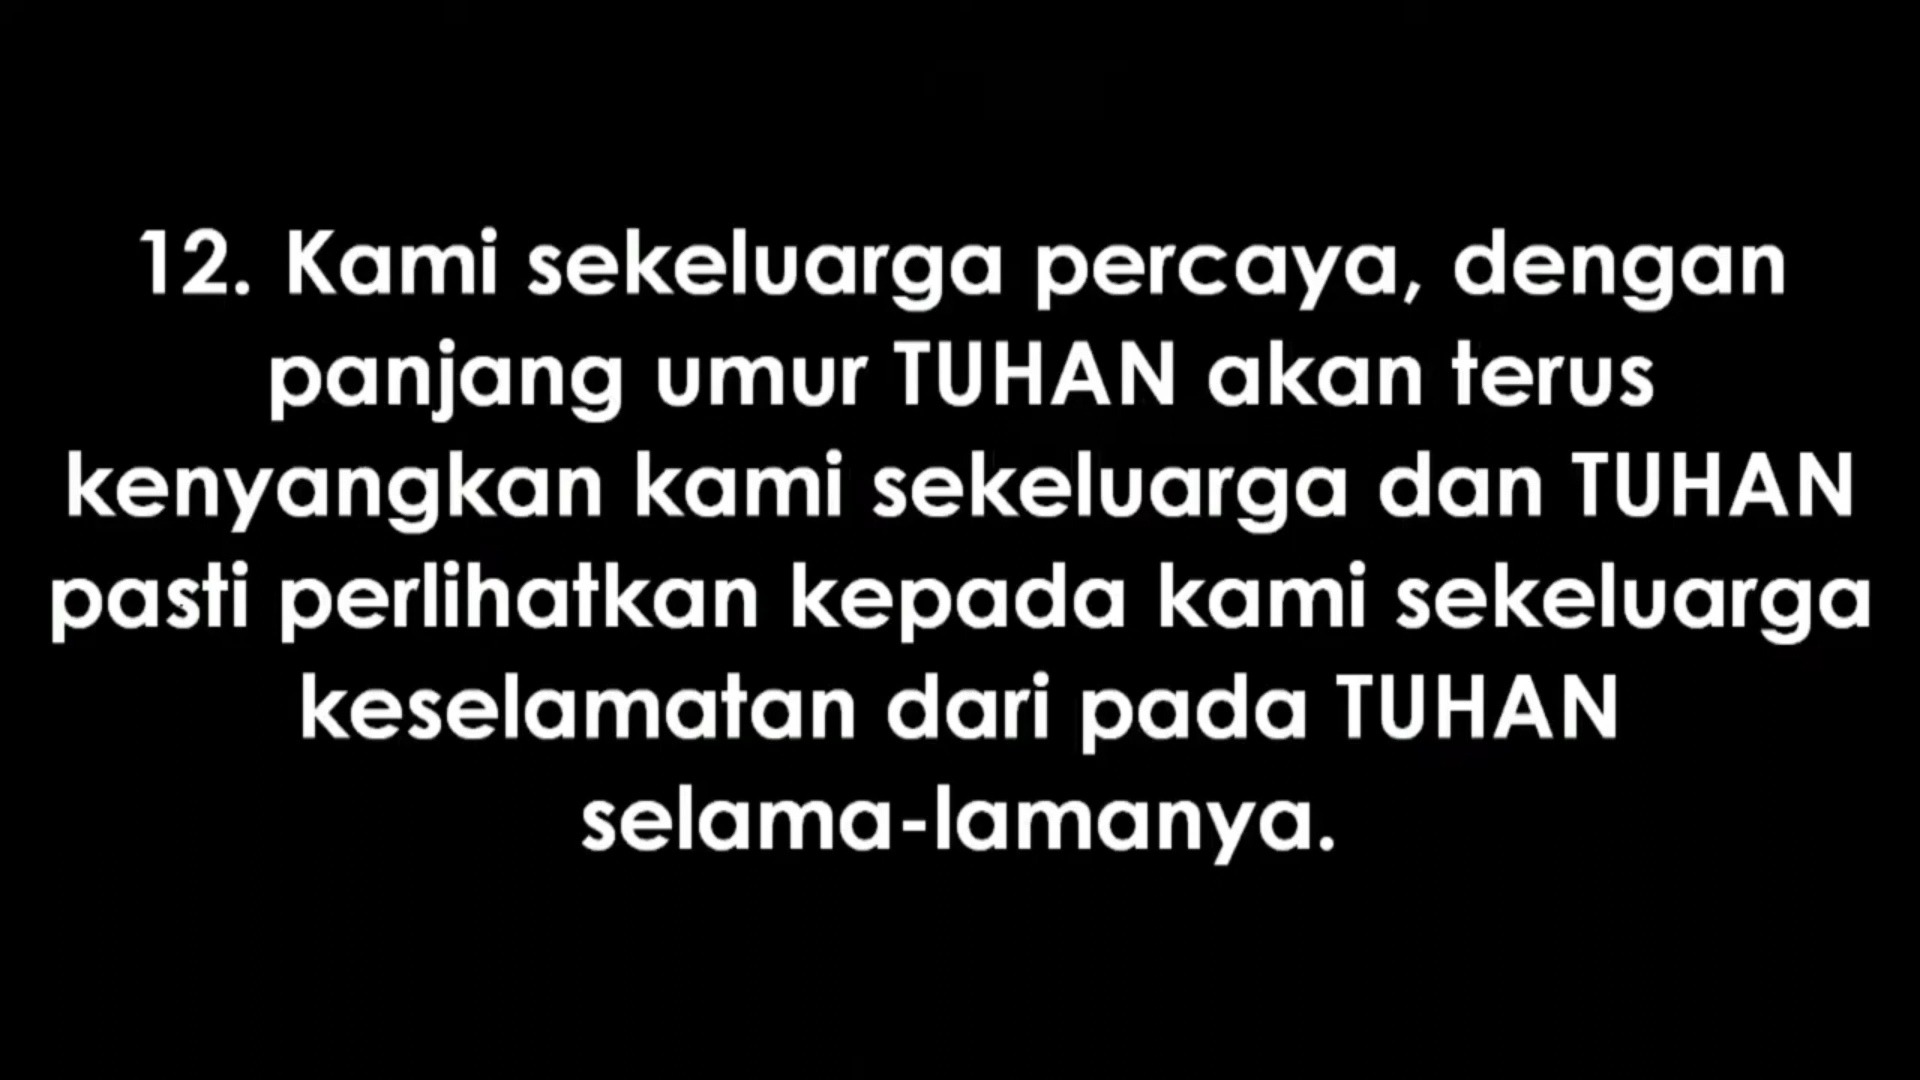 12. Kami sekeluarga percaya, dengan
panjang umur TUHAN akan terus
kenyangkan kami sekeluarga dan TUHAN
pasti perlihatkan kepada kami sekeluarga
keselamatan dari pada TUHAN
selama-lamanya.